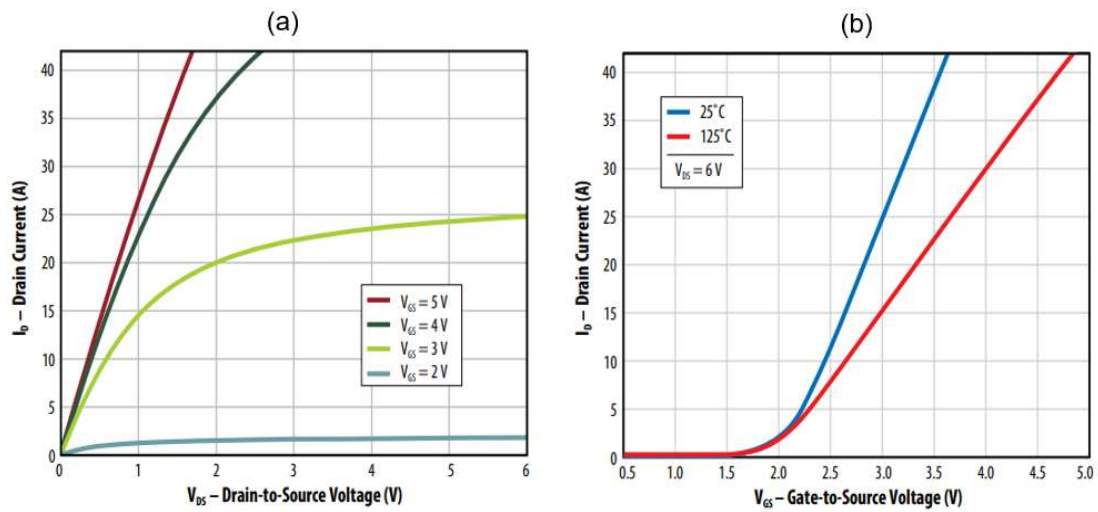 (a)
I_D – Drain Current (A)
40
35
30
25
20
15
10
5
0
V_GS = 5 V
V_GS = 4 V
V_GS = 3 V
V_GS = 2 V
0 1 2 3 4 5 6
V_DS – Drain-to-Source Voltage (V)
(b)
I_D – Drain Current (A)
40
35
30
25
20
15
10
5
0
25˚C
125˚C
V_DS = 6 V
0.5 1.0 1.5 2.0 2.5 3.0 3.5 4.0 4.5 5.0
V_GS – Gate-to-Source Voltage (V)